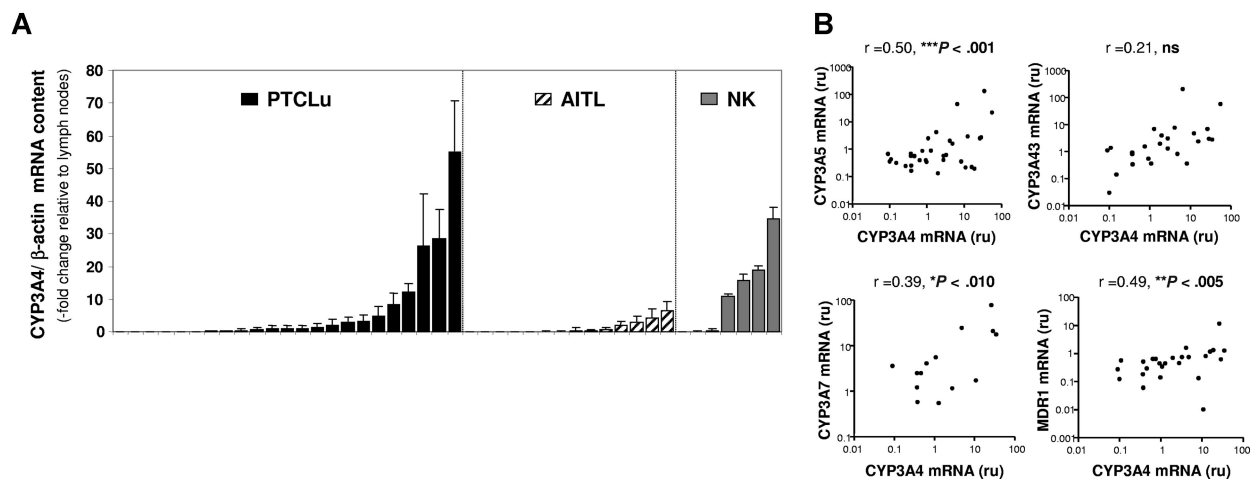 A
CYP3A4/ β-actin mRNA content
(-fold change relative to lymph nodes)
80
70
60
50
40
30
20
10
0
PTCLu
AITL
NK
B
r =0.50, ***P < .001
CYP3A5 mRNA (ru)
1000
100
10
1
0.1
0.01
0.01 0.1 1 10 100
CYP3A4 mRNA (ru)
r =0.21, ns
CYP3A43 mRNA (ru)
1000
100
10
1
0.1
0.01
0.01 0.1 1 10 100
CYP3A4 mRNA (ru)
r =0.39, *P < .010
CYP3A7 mRNA (ru)
100
10
1
0.1
0.01 0.1 1 10 100
CYP3A4 mRNA (ru)
r =0.49, **P < .005
MDR1 mRNA (ru)
100
10
1
0.1
0.01
0.001
0.01 0.1 1 10 100
CYP3A4 mRNA (ru)